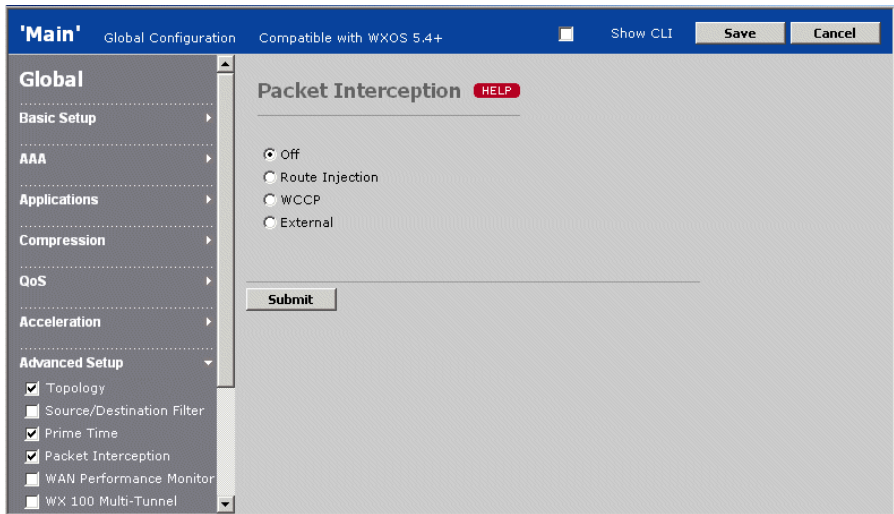 'Main' Global Configuration Compatible with WXOS 5.4+ Show CLI Save Cancel
Global
Basic Setup
AAA
Applications
Compression
QoS
Acceleration
Advanced Setup
Topology
Source/Destination Filter
Prime Time
Packet Interception
WAN Performance Monitor
WX 100 Multi-Tunnel
Packet Interception HELP
Off
Route Injection
WCCP
External
Submit